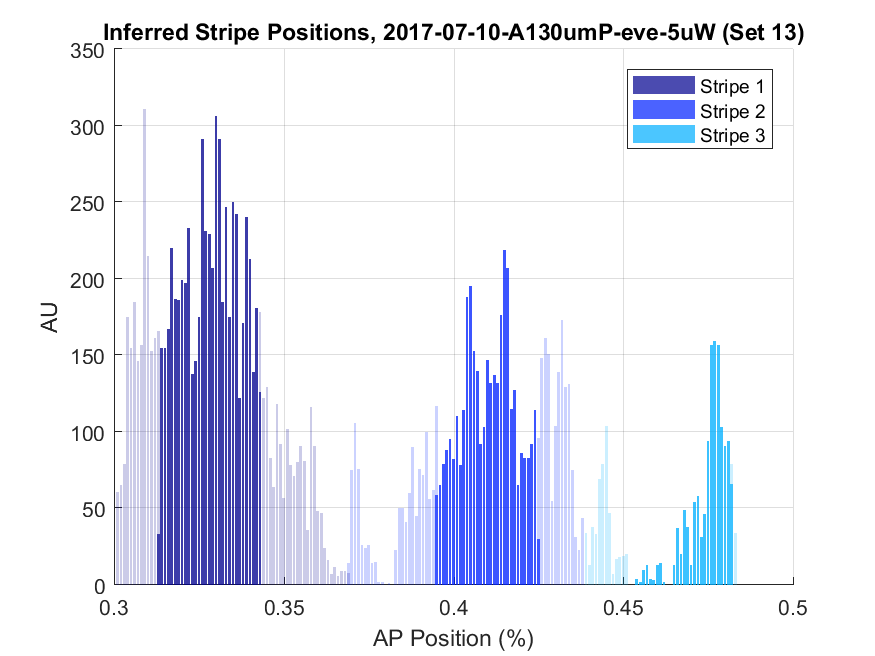 Inferred Stripe Positions, 2017-07-10-A130umP-eve-5uW (Set 13)
350
300
250
200
150
100
50
0
AU
Stripe 1
Stripe 2
Stripe 3
0.3
0.35
0.4
0.45
0.5
AP Position (%)